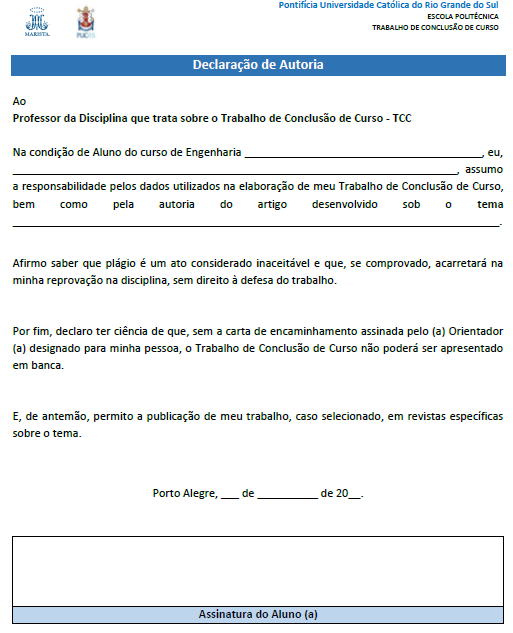 Pontifícia Universidade Católica do Rio Grande do Sul
ESCOLA POLITÉCNICA
TRABALHO DE CONCLUSÃO DE CURSO
MARISTA
PUCRS
Declaração de Autoria
Ao
Professor da Disciplina que trata sobre o Trabalho de Conclusão de Curso - TCC
Na condição de Aluno do curso de Engenharia ______________________________________, eu,
_______________________________________________________________________, assumo
a responsabilidade pelos dados utilizados na elaboração de meu Trabalho de Conclusão de Curso,
bem como pela autoria do artigo desenvolvido sob o tema
______________________________________________________________________________.
Afirmo saber que plágio é um ato considerado inaceitável e que, se comprovado, acarretará na
minha reprovação na disciplina, sem direito à defesa do trabalho.
Por fim, declaro ter ciência de que, sem a carta de encaminhamento assinada pelo (a) Orientador
(a) designado para minha pessoa, o Trabalho de Conclusão de Curso não poderá ser apresentado
em banca.
E, de antemão, permito a publicação de meu trabalho, caso selecionado, em revistas específicas
sobre o tema.
Porto Alegre, ___ de __________ de 20__.
Assinatura do Aluno (a)